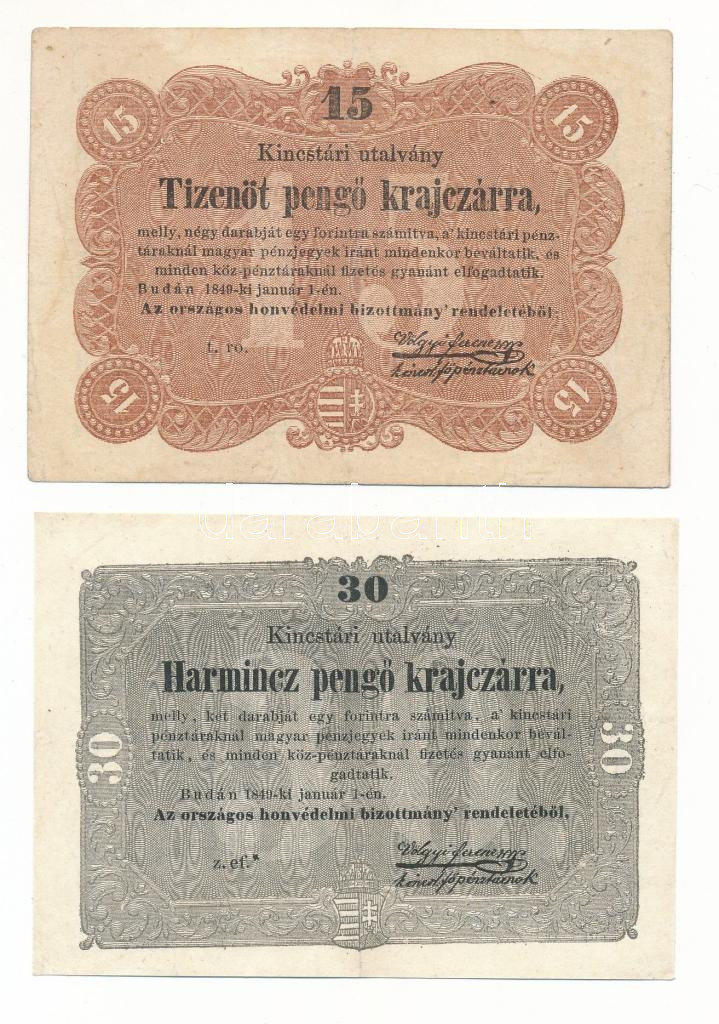 15
15 15
Kincstári utalvány
Tizenöt pengő krajczárra,
melly, négy darabját egy forintra számítva, a' kincstári pénz-
táraknál magyar pénzjegyek iránt mindenkor beváltatik, és
minden köz-pénztáraknál fizetés gyanánt elfogadtatik.
Budán 1849-ki január 1-én.
Az országos honvédelmi bizottmány' rendeletéből;
t. ro.
15 15
30
Kincstári utalvány
Harmincz pengő krajczárra,
melly, két darabját egy forintra számítva, a' kincstári
pénztáraknál magyar pénzjegyek iránt mindenkor bevál-
tatik, és minden köz-pénztáraknál fizetés gyanánt elfo-
gadtatik.
30 30
Budán 1849-ki január 1-én.
Az országos honvédelmi bizottmány' rendeletéből,
z. ef.*